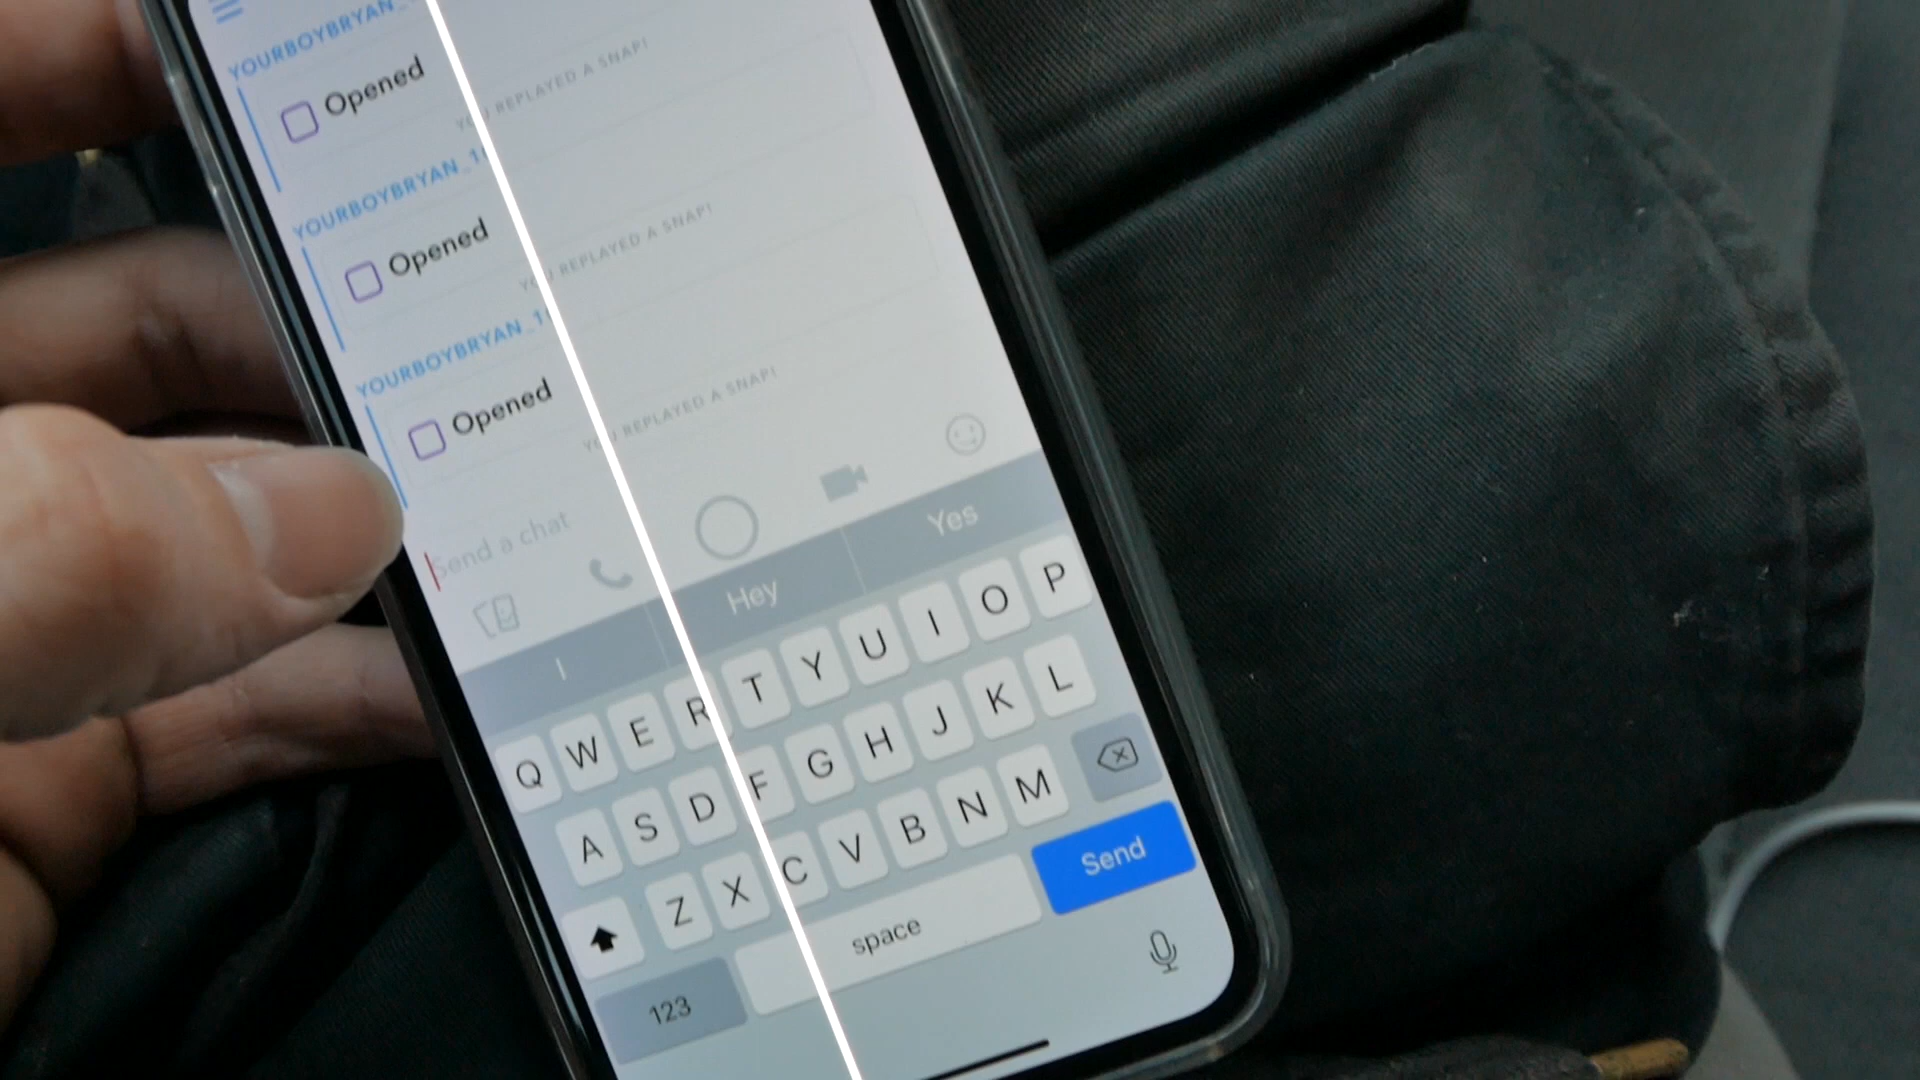 YOURBOYBRYAN_
Opened
YOU REPLAYED A SNAP!
YOURBOYBRYAN_1
Opened
YOU REPLAYED A SNAP!
YOURBOYBRYAN_1
Opened
YOU REPLAYED A SNAP!
Send a chat
I Hey Yes
Q W E R T Y U I O P
A S D F G H J K L
Z X C V B N M
123 space Send